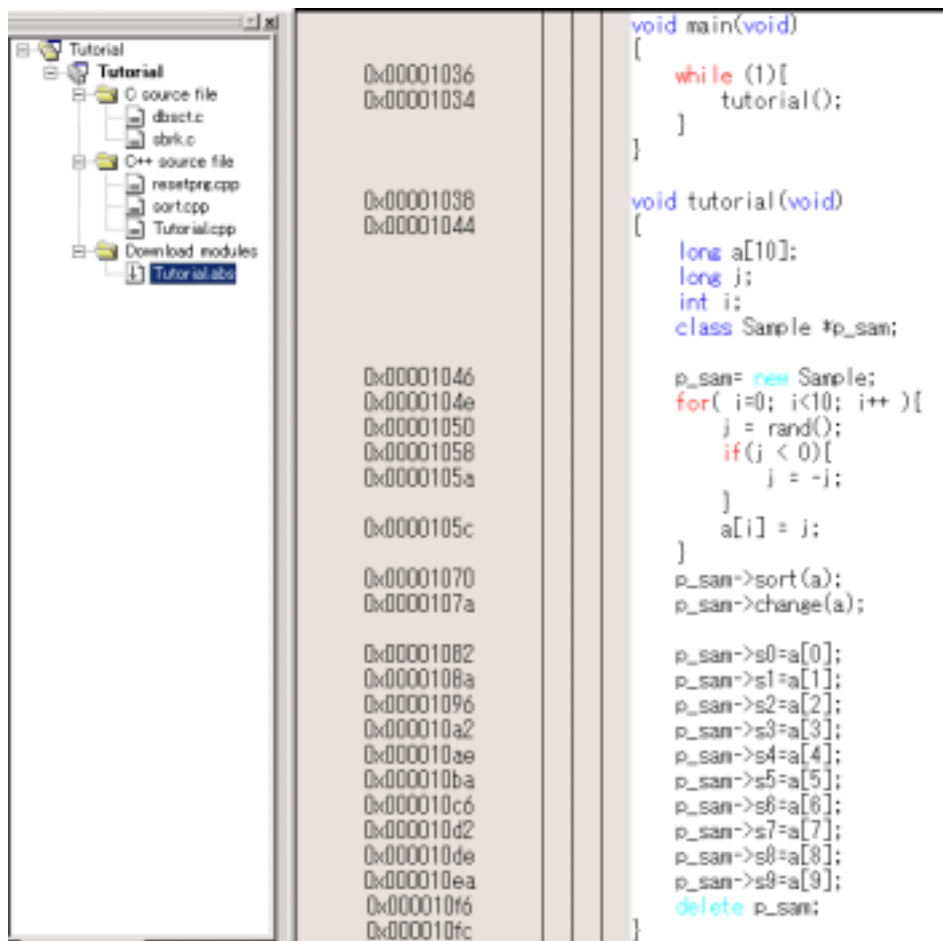 Tutorial
Tutorial
C source file
dbsct.c
sbrk.c
C++ source file
resetprg.cpp
sort.cpp
Tutorial.cpp
Download modules
Tutorial.abs
void main(void)
{
0x00001036 while (1){
0x00001034 tutorial();
}
}
0x00001038 void tutorial(void)
0x00001044 {
long a[10];
long j;
int i;
class Sample *p_sam;
0x00001046 p_sam= new Sample;
0x0000104e for( i=0; i<10; i++ ){
0x00001050 j = rand();
0x00001058 if(j < 0){
0x0000105a j = -j;
}
0x0000105c a[i] = j;
}
0x00001070 p_sam->sort(a);
0x0000107a p_sam->change(a);
0x00001082 p_sam->s0=a[0];
0x0000108a p_sam->s1=a[1];
0x00001096 p_sam->s2=a[2];
0x000010a2 p_sam->s3=a[3];
0x000010ae p_sam->s4=a[4];
0x000010ba p_sam->s5=a[5];
0x000010c6 p_sam->s6=a[6];
0x000010d2 p_sam->s7=a[7];
0x000010de p_sam->s8=a[8];
0x000010ea p_sam->s9=a[9];
0x000010f6 delete p_sam;
0x000010fc }